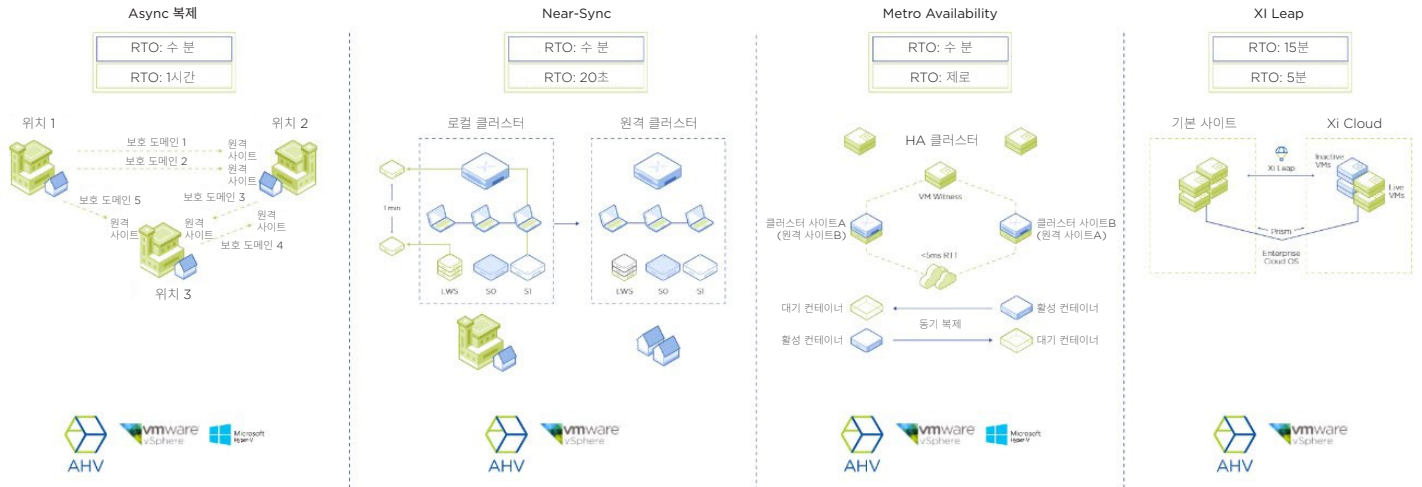 Async 복제
RTO: 수 분
RTO: 1시간
위치 1
위치 2
보호 도메인 1
보호 도메인 2
원격
사이트
원격
사이트
보호 도메인 5
보호 도메인 3
원격
사이트
원격
사이트
원격
사이트
보호 도메인 4
위치 3
AHV
vmware
vSphere
Microsoft
Hyper-V
Near-Sync
RTO: 수 분
RTO: 20초
로컬 클러스터
원격 클러스터
1 min
LWS
S0
S1
LWS
S0
S1
AHV
vmware
vSphere
Metro Availability
RTO: 수 분
RTO: 제로
HA 클러스터
VM Witness
클러스터 사이트A
(원격 사이트B)
클러스터 사이트B
(원격 사이트A)
<5ms RTT
대기 컨테이너
활성 컨테이너
동기 복제
활성 컨테이너
대기 컨테이너
AHV
vmware
vSphere
Microsoft
Hyper-V
XI Leap
RTO: 15분
RTO: 5분
기본 사이트
Xi Cloud
XI Leap
Inactive
VMs
Live
VMs
Prism
Enterprise
Cloud OS
AHV
vmware
vSphere